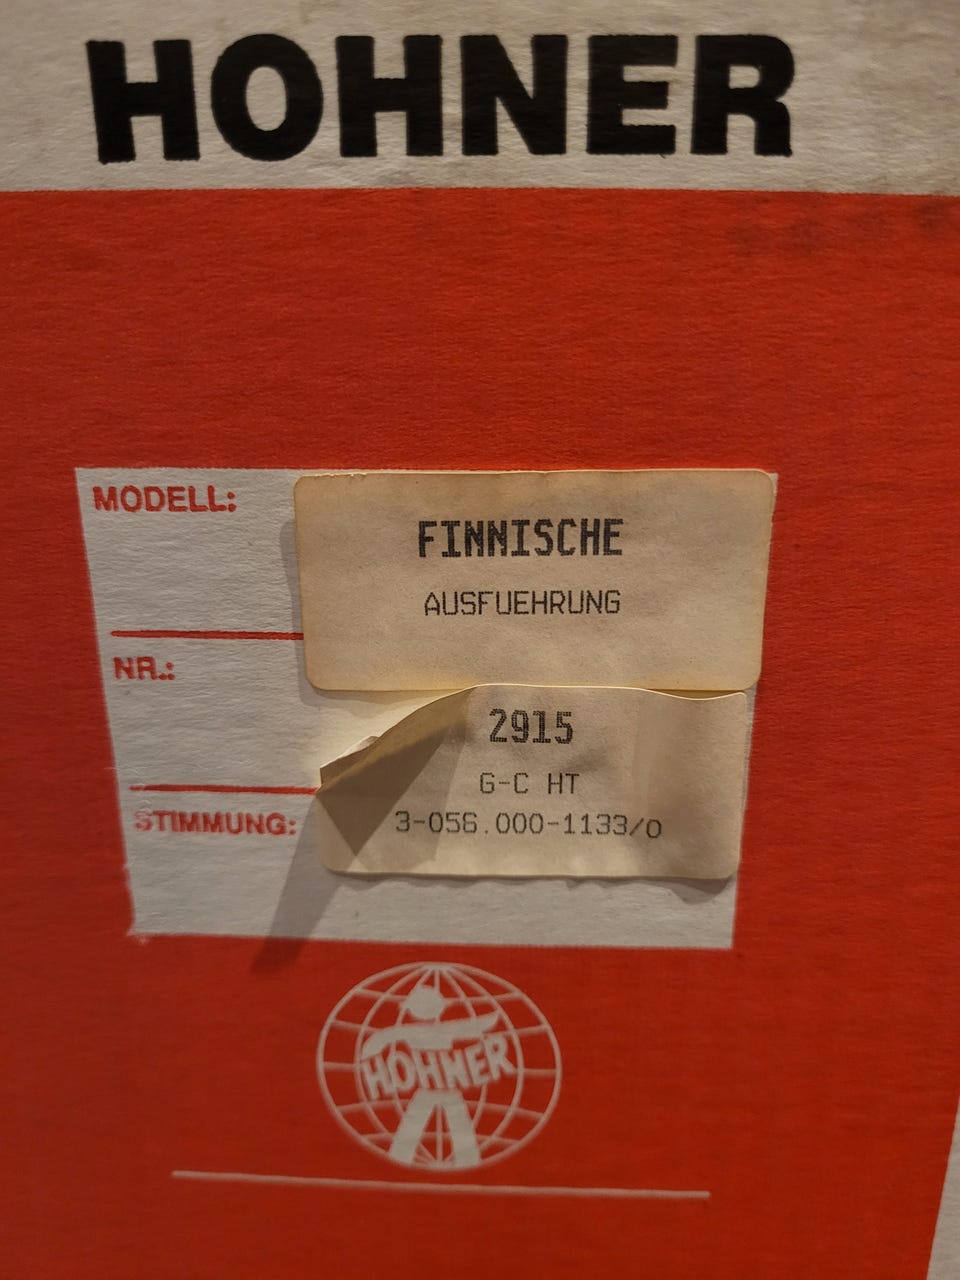 HOHNER
MODELL:
FINNISCHE
AUSFUEHRUNG
NR.:
2915
G-C HT
STIMMUNG:
3-056.000-1133/0
HOHNER